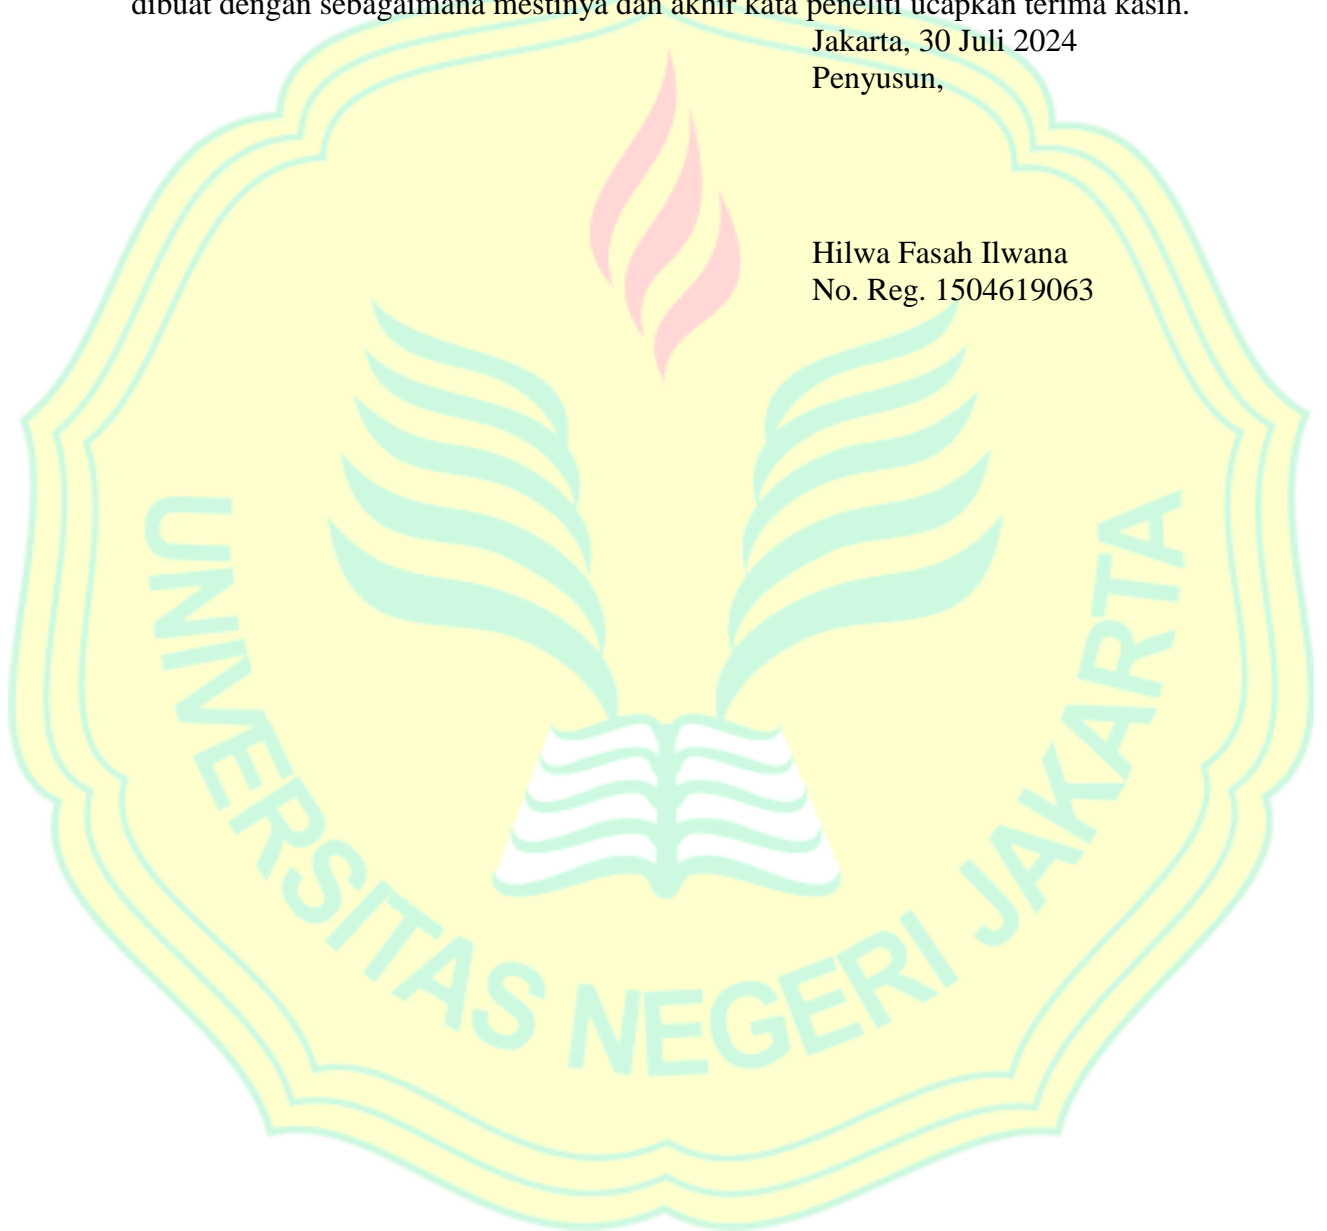 dibuat dengan sebagaimana mestinya dan akhir kata peneliti ucapkan terima kasih.
Jakarta, 30 Juli 2024
Penyusun,
Hilwa Fasah Ilwana
No. Reg. 1504619063
UNIVERSITAS NEGERI JAKARTA